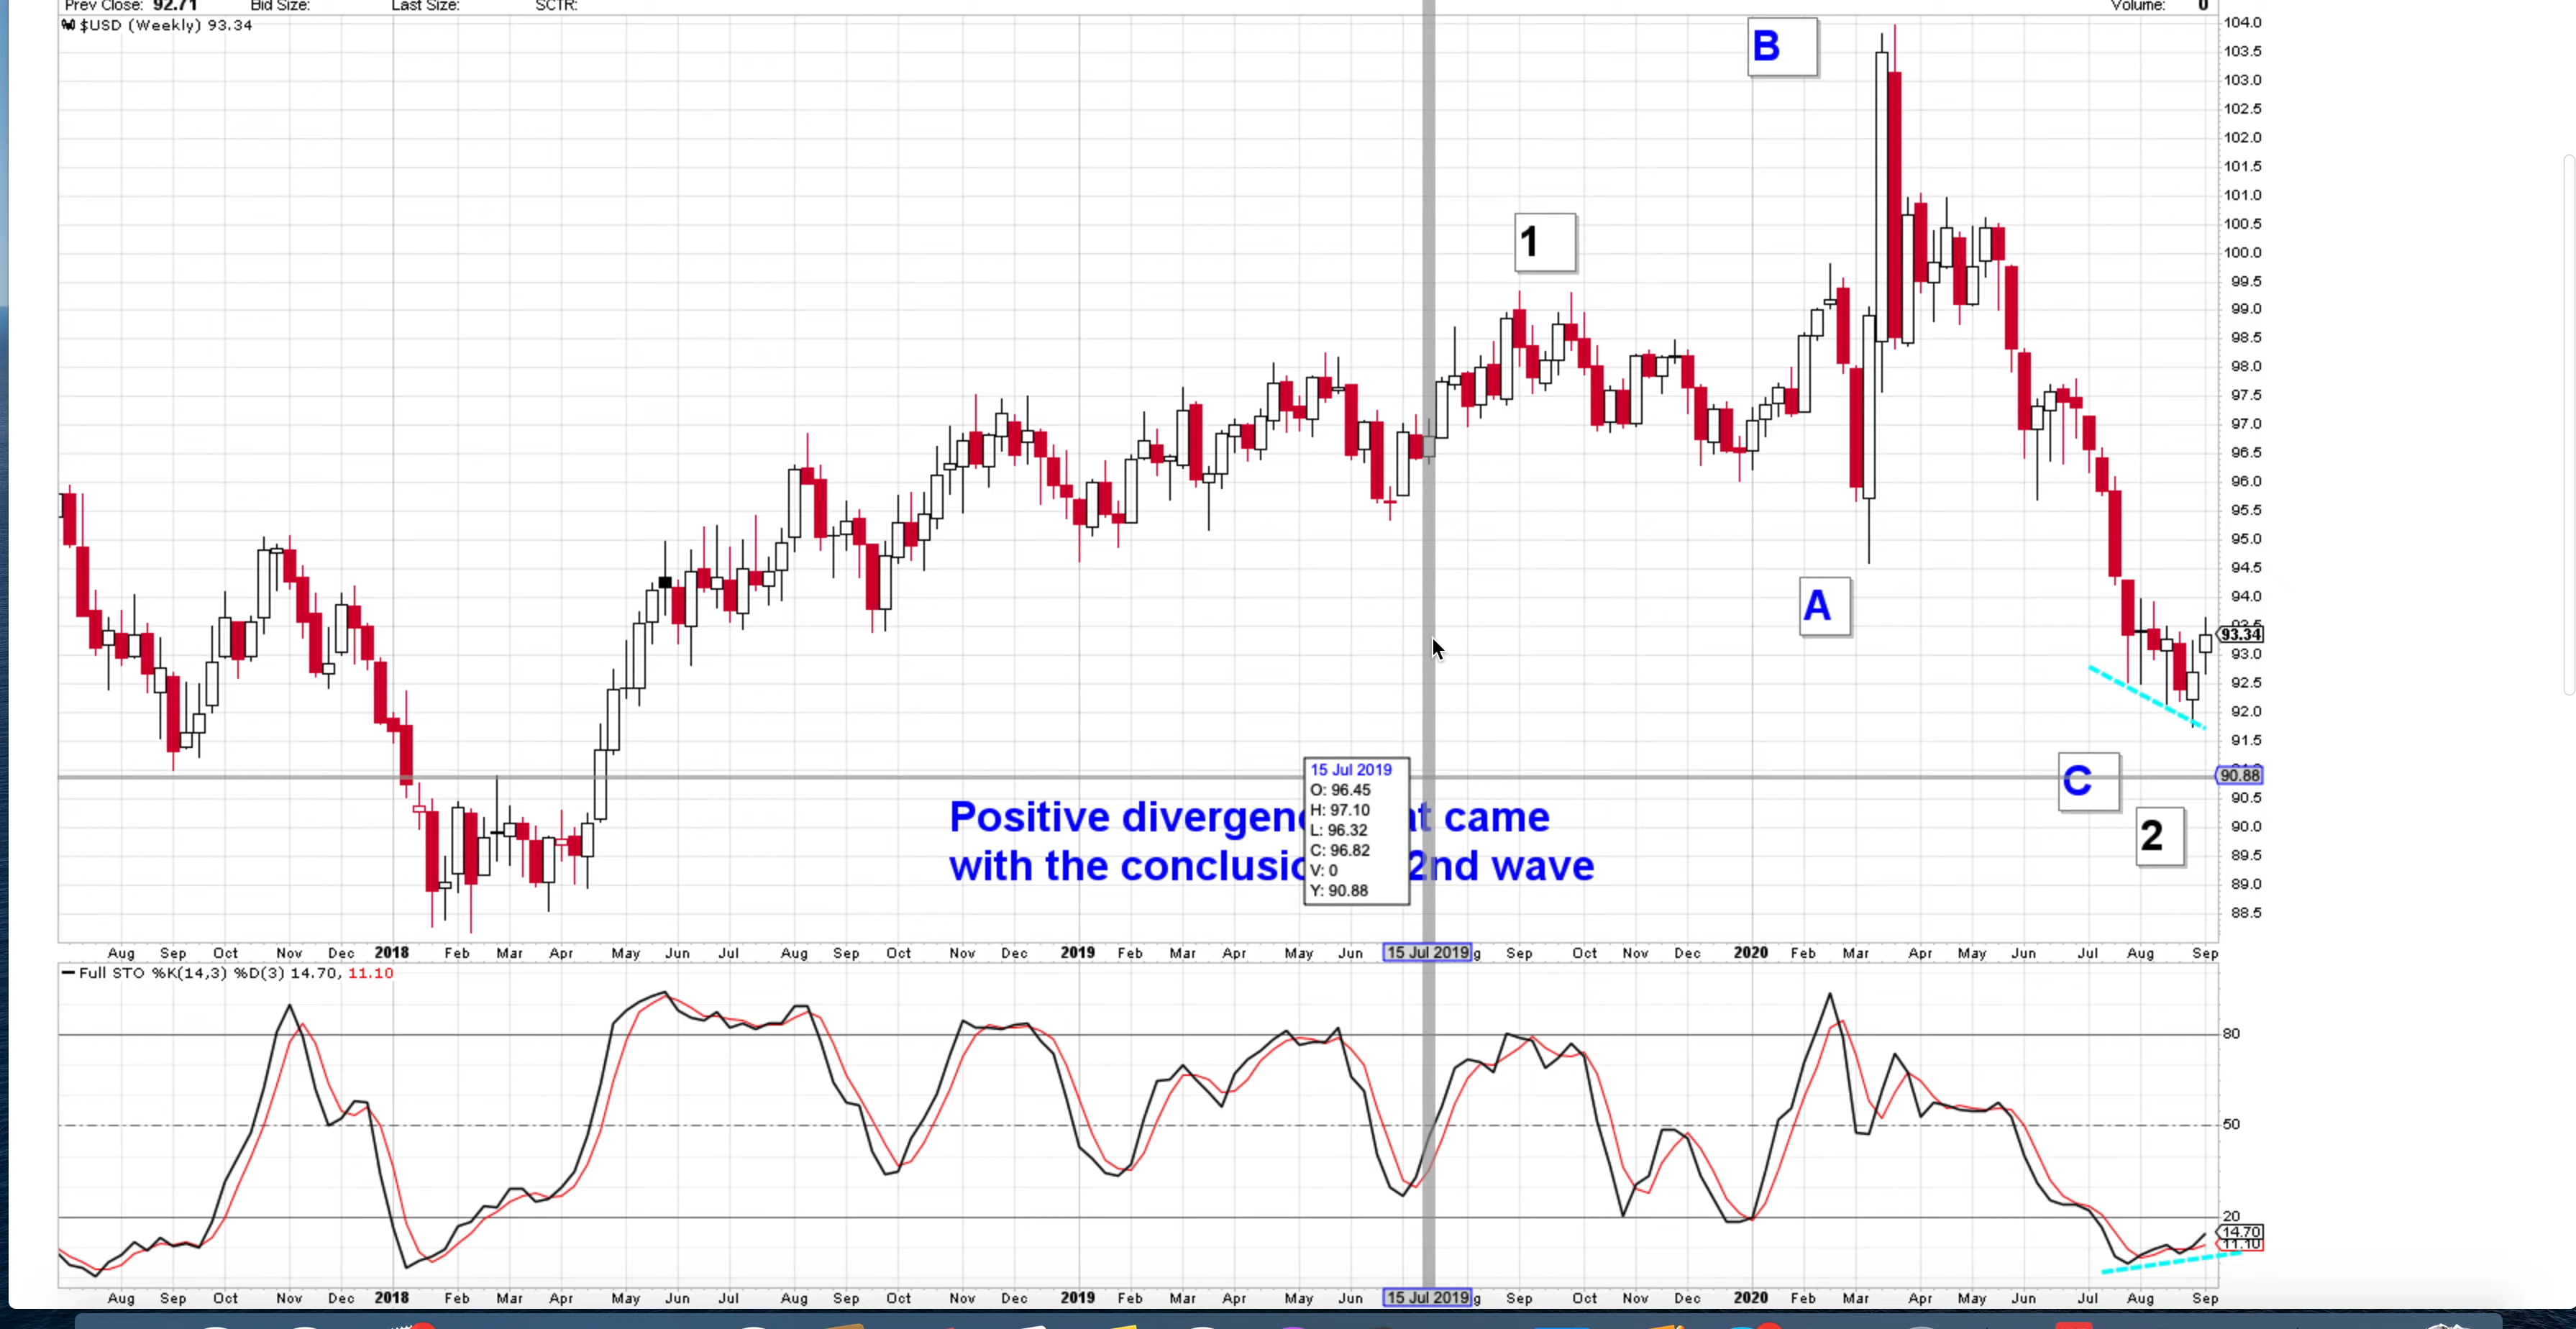 Prev Close: 92.71 Bid Size: Last Size: SCTR: Volume: 0
$USD (Weekly) 93.34
104.0
103.5
103.0
102.5
102.0
101.5
101.0
100.5
100.0
99.5
99.0
98.5
98.0
97.5
97.0
96.5
96.0
95.5
95.0
94.5
94.0
93.34
93.0
92.5
92.0
91.5
90.88
90.5
90.0
89.5
89.0
88.5
B
1
A
C
2
15 Jul 2019
O: 96.45
H: 97.10
L: 96.32
C: 96.82
V: 0
Y: 90.88
Positive came
with the 2nd wave
Aug Sep Oct Nov Dec 2018 Feb Mar Apr May Jun Jul Aug Sep Oct Nov Dec 2019 Feb Mar Apr May Jun 15 Jul 2019 Sep Oct Nov Dec 2020 Feb Mar Apr May Jun Jul Aug Sep
Full STO %K(14,3) %D(3) 14.70, 11.10
80
50
20
14.70
11.10
Aug Sep Oct Nov Dec 2018 Feb Mar Apr May Jun Jul Aug Sep Oct Nov Dec 2019 Feb Mar Apr May Jun 15 Jul 2019 Sep Oct Nov Dec 2020 Feb Mar Apr May Jun Jul Aug Sep